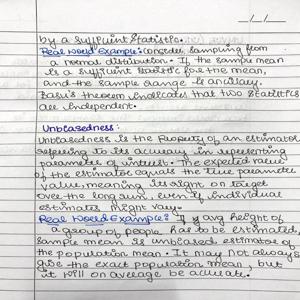 by a Sufficient Statistic.
Real World Example: consider sampling from
a normal distribution. If the sample mean
is a sufficient statistic for the mean,
and the sample range is ancillary.
Basu's theorem indicates that two statistics
are independent.
Unbiasedness:
Unbiasedness is the property of an estimator
referring to its accuracy in representing
parameter of interest. The expected value
of the estimator equals the true parameter
value, meaning its right on target
over the long run, even if individual
estimates might vary.
Real World Example: If avg height of
a group of people has to be estimated,
sample mean is unbiased estimator of
the population mean. It may not always
give the exact population mean, but
it will on average be accurate.